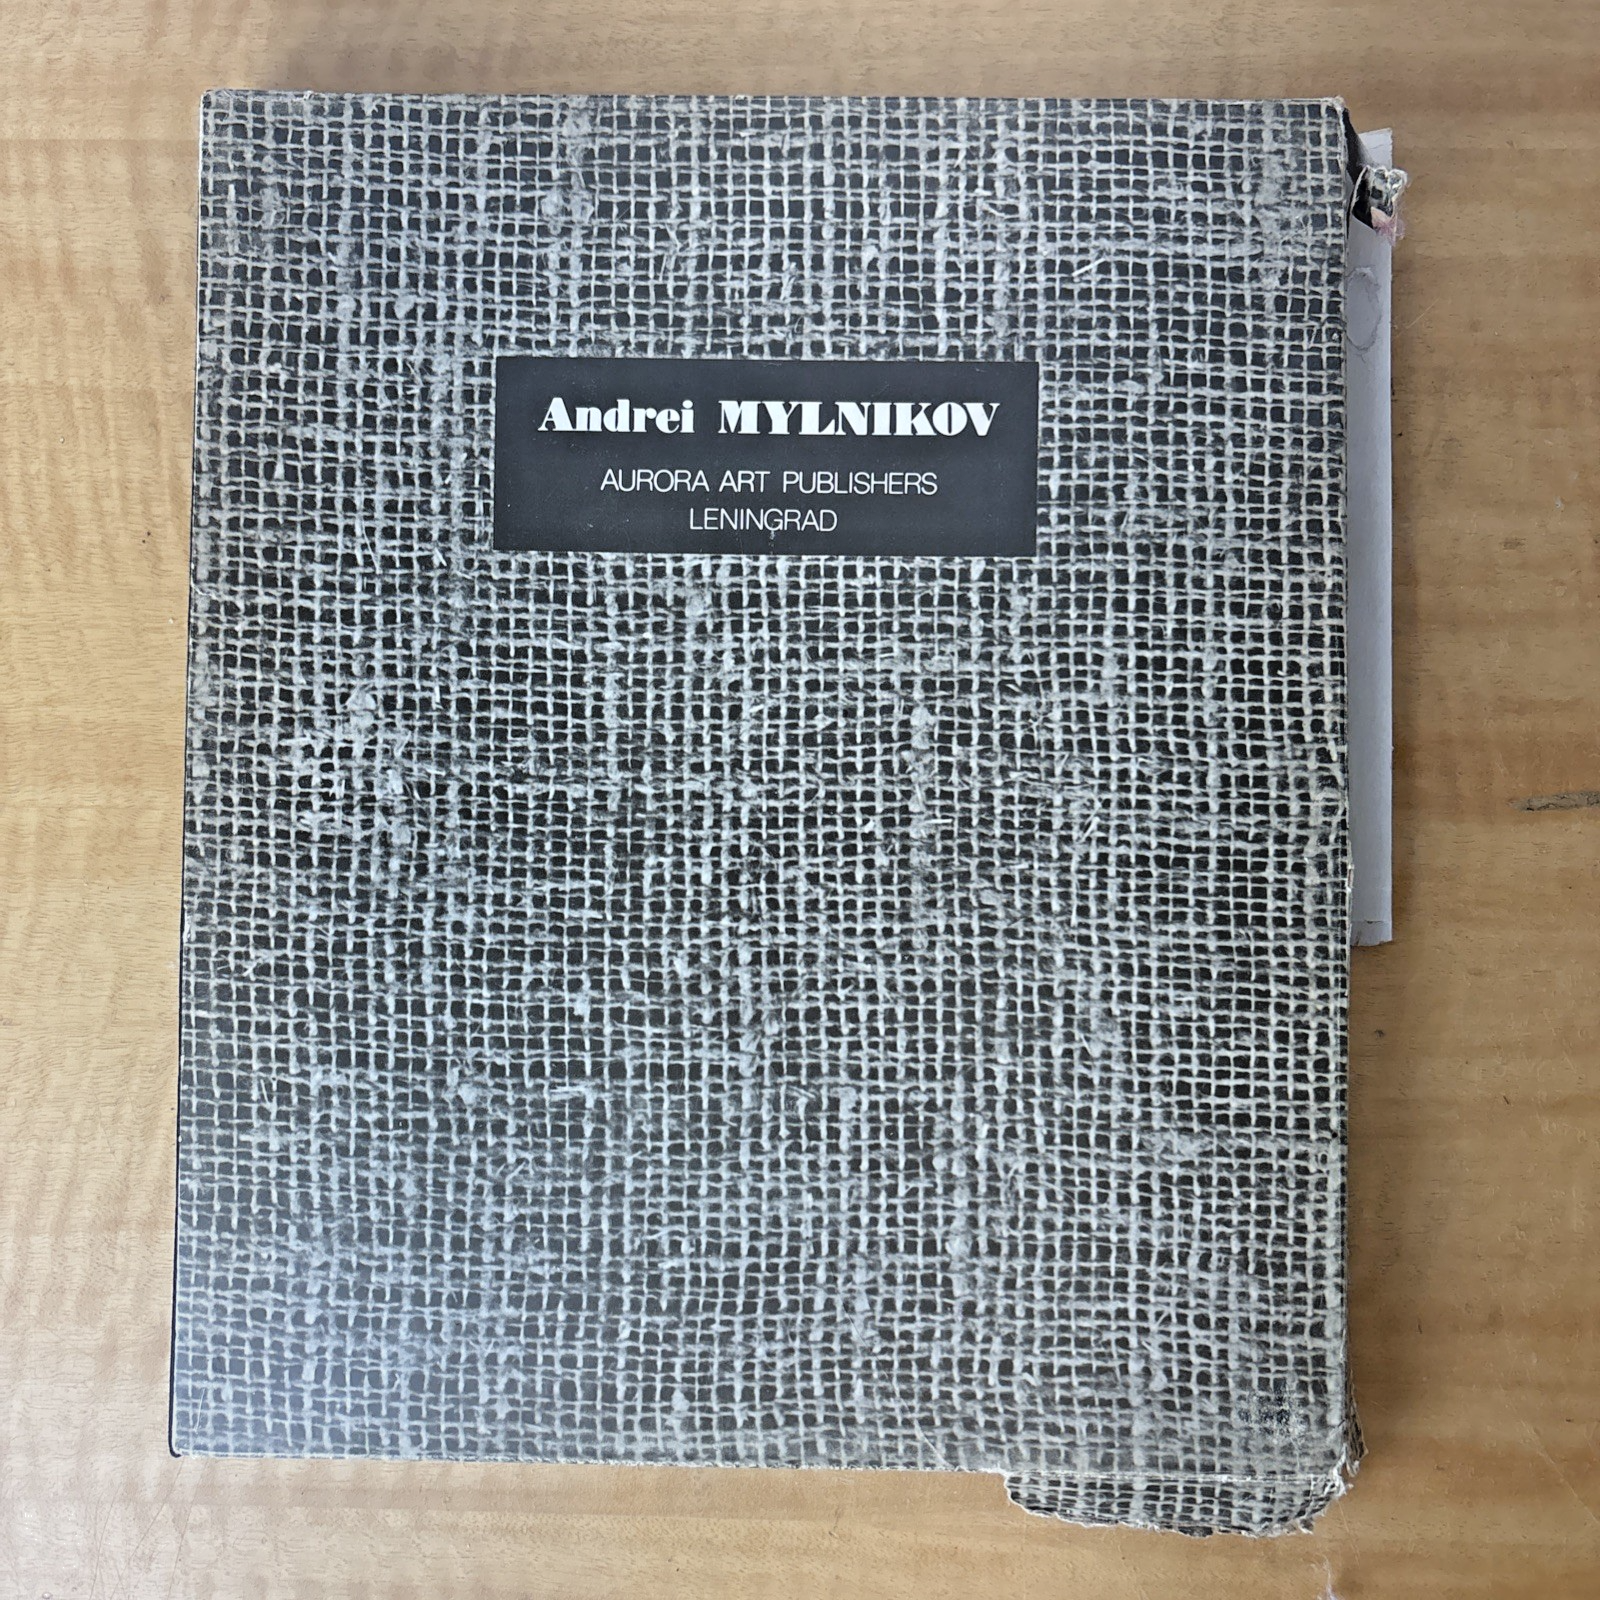 Andrei MYLNIKOV
AURORA ART PUBLISHERS
LENINGRAD